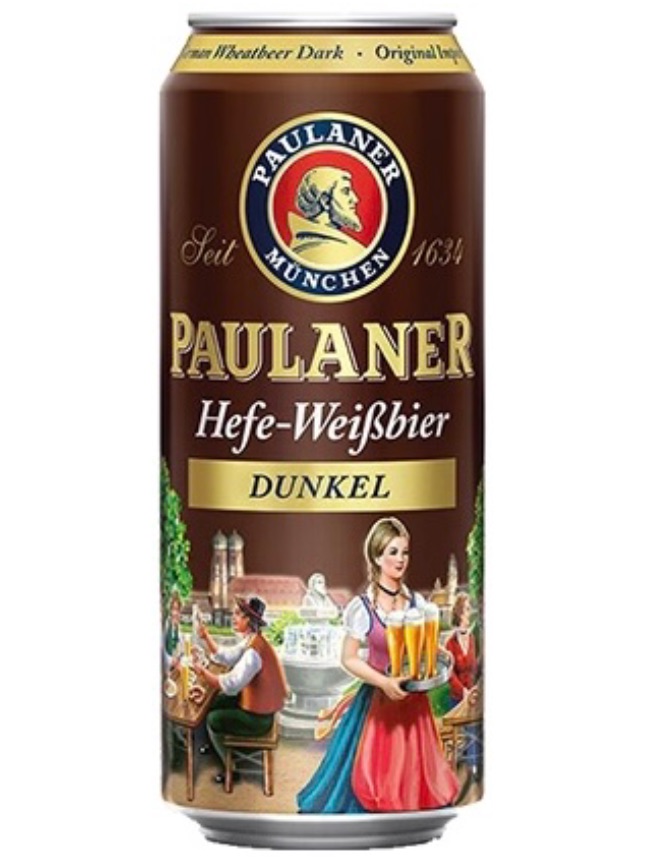 Wheatbeer Dark · Original
PAULANER
MÜNCHEN
Seit 1634
PAULANER
Hefe-Weißbier
DUNKEL